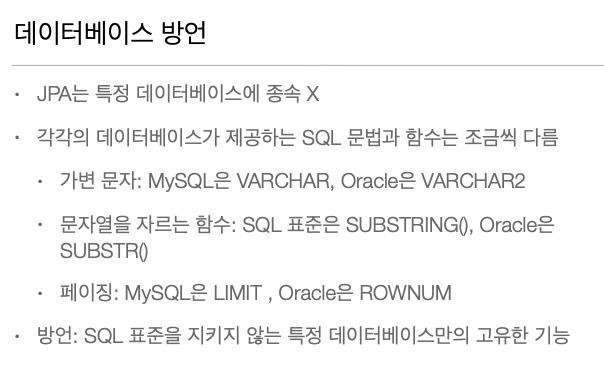 데이터베이스 방언
• JPA는 특정 데이터베이스에 종속 X
• 각각의 데이터베이스가 제공하는 SQL 문법과 함수는 조금씩 다름
• 가변 문자: MySQL은 VARCHAR, Oracle은 VARCHAR2
• 문자열을 자르는 함수: SQL 표준은 SUBSTRING(), Oracle은
SUBSTR()
• 페이징: MySQL은 LIMIT , Oracle은 ROWNUM
• 방언: SQL 표준을 지키지 않는 특정 데이터베이스만의 고유한 기능